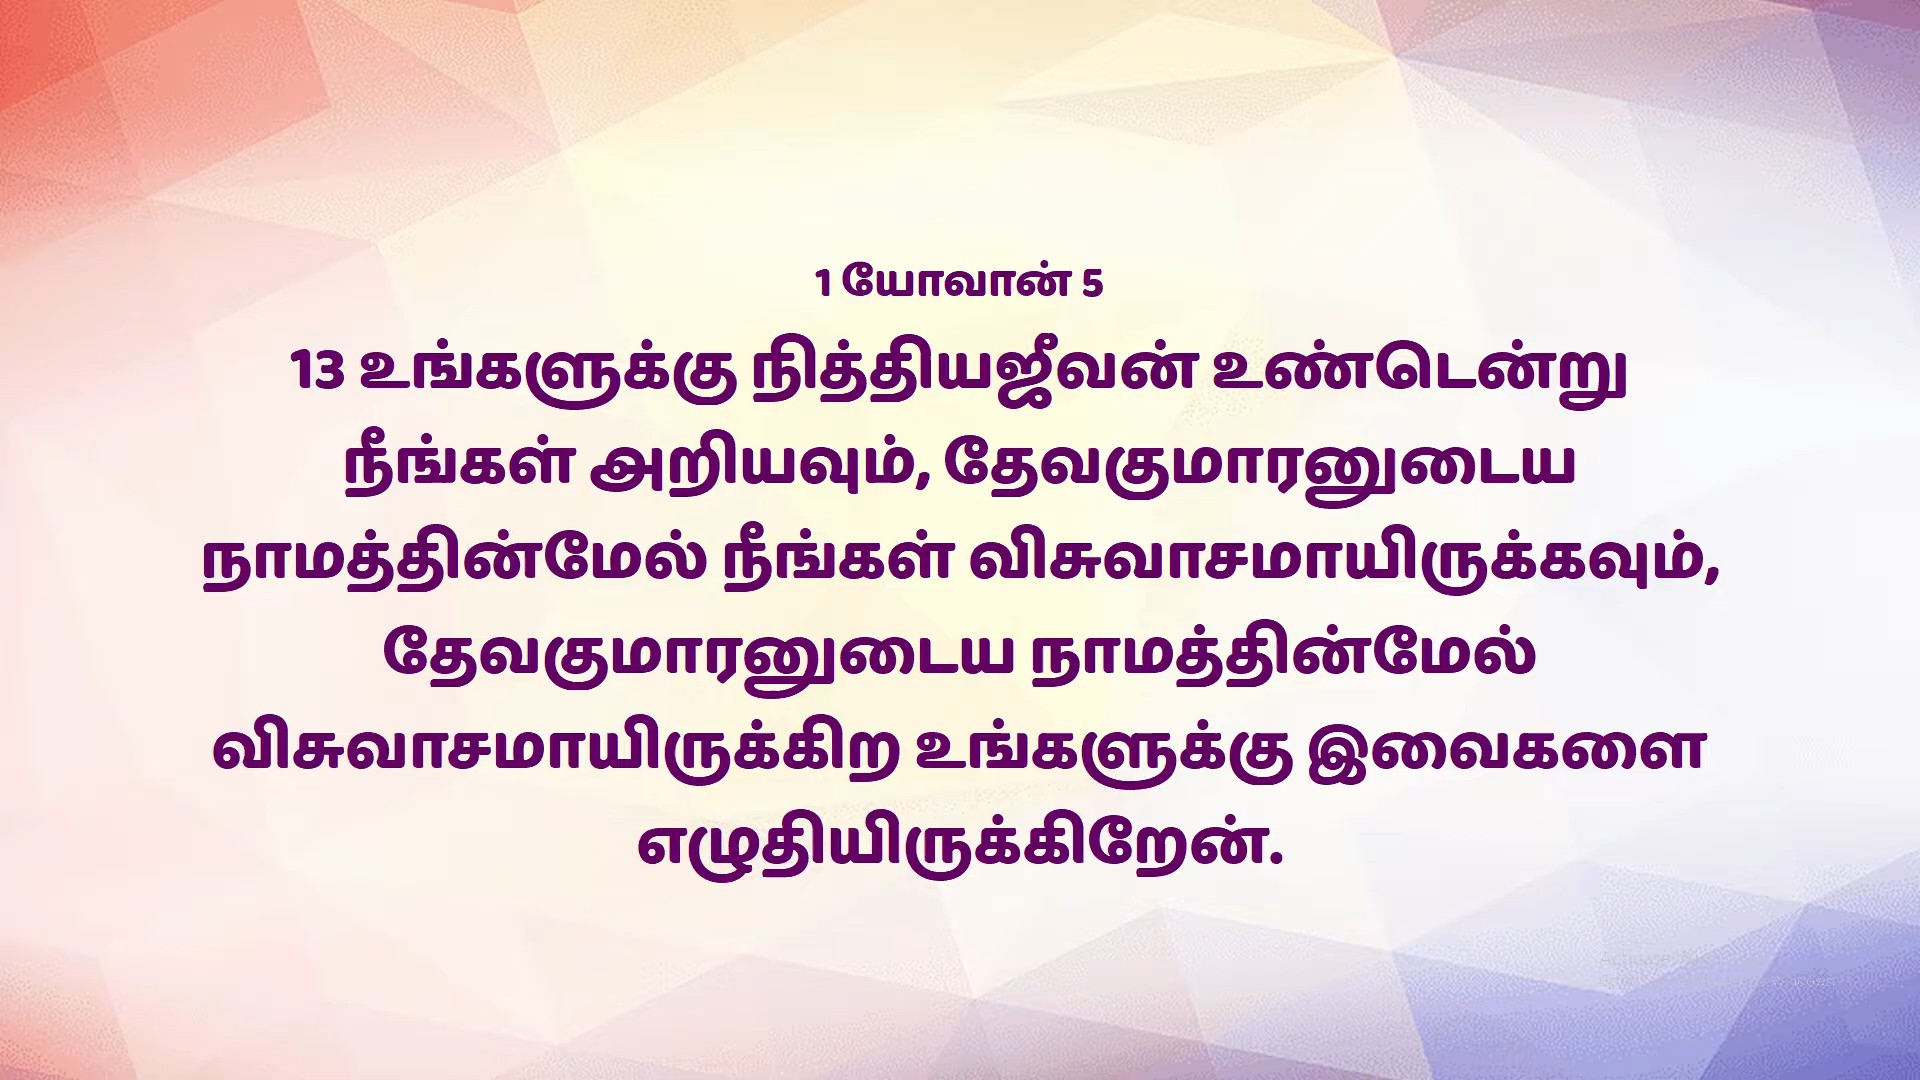 1 யோவான் 5
13 உங்களுக்கு நித்தியஜீவன் உண்டென்று
நீங்கள் அறியவும், தேவகுமாரனுடைய
நாமத்தின்மேல் நீங்கள் விசுவாசமாயிருக்கவும்,
தேவகுமாரனுடைய நாமத்தின்மேல்
விசுவாசமாயிருக்கிற உங்களுக்கு இவைகளை
எழுதியிருக்கிறேன்.